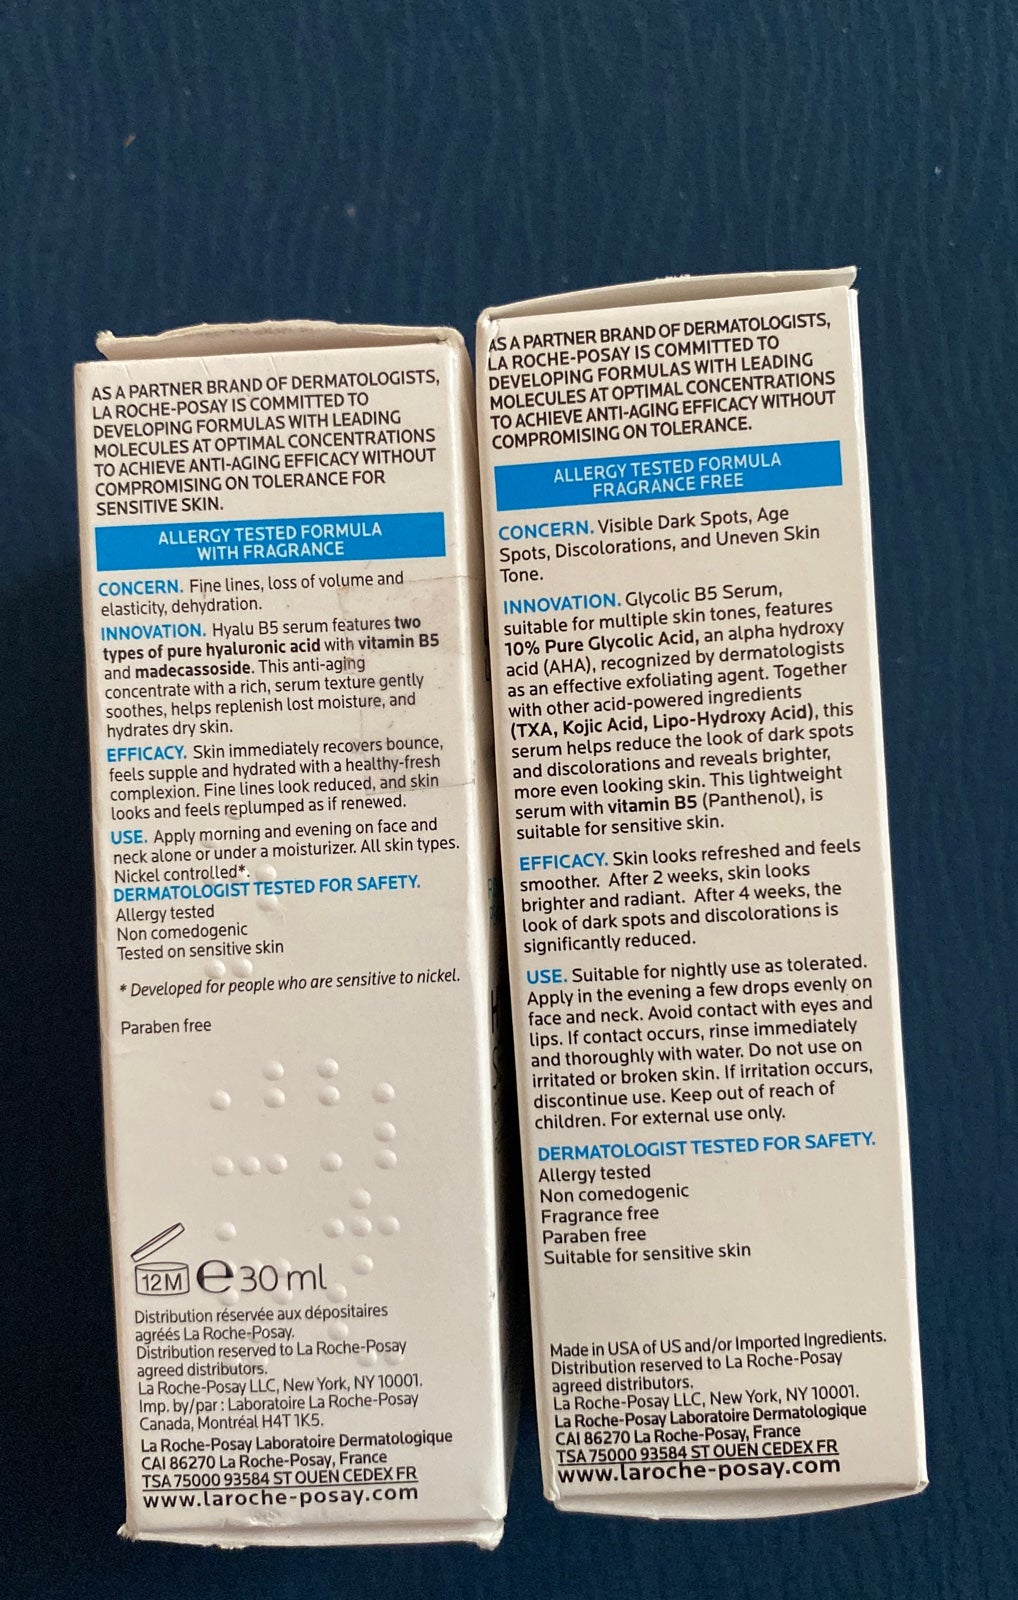 AS A PARTNER BRAND OF DERMATOLOGISTS,
LA ROCHE-POSAY IS COMMITTED TO
DEVELOPING FORMULAS WITH LEADING
MOLECULES AT OPTIMAL CONCENTRATIONS
TO ACHIEVE ANTI-AGING EFFICACY WITHOUT
COMPROMISING ON TOLERANCE FOR
SENSITIVE SKIN.
ALLERGY TESTED FORMULA
WITH FRAGRANCE
CONCERN. Fine lines, loss of volume and
elasticity, dehydration.
INNOVATION. Hyalu B5 serum features two
types of pure hyaluronic acid with vitamin B5
and madecassoside. This anti-aging
concentrate with a rich, serum texture gently
soothes, helps replenish lost moisture, and
hydrates dry skin.
EFFICACY. Skin immediately recovers bounce,
feels supple and hydrated with a healthy-fresh
complexion. Fine lines look reduced, and skin
looks and feels replumped as if renewed.
USE. Apply morning and evening on face and
neck alone or under a moisturizer. All skin types.
Nickel controlled*.
DERMATOLOGIST TESTED FOR SAFETY.
Allergy tested
Non comedogenic
Tested on sensitive skin
* Developed for people who are sensitive to nickel.
Paraben free
12M e 30 ml
Distribution réservée aux dépositaires
agréés La Roche-Posay.
Distribution reserved to La Roche-Posay
agreed distributors.
La Roche-Posay LLC, New York, NY 10001.
Imp. by/par : Laboratoire La Roche-Posay
Canada, Montréal H4T 1K5.
La Roche-Posay Laboratoire Dermatologique
CAI 86270 La Roche-Posay, France
TSA 75000 93584 ST OUEN CEDEX FR
www.laroche-posay.com
AS A PARTNER BRAND OF DERMATOLOGISTS,
LA ROCHE-POSAY IS COMMITTED TO
DEVELOPING FORMULAS WITH LEADING
MOLECULES AT OPTIMAL CONCENTRATIONS
TO ACHIEVE ANTI-AGING EFFICACY WITHOUT
COMPROMISING ON TOLERANCE.
ALLERGY TESTED FORMULA
FRAGRANCE FREE
CONCERN. Visible Dark Spots, Age
Spots, Discolorations, and Uneven Skin
Tone.
INNOVATION. Glycolic B5 Serum,
suitable for multiple skin tones, features
10% Pure Glycolic Acid, an alpha hydroxy
acid (AHA), recognized by dermatologists
as an effective exfoliating agent. Together
with other acid-powered ingredients
(TXA, Kojic Acid, Lipo-Hydroxy Acid), this
serum helps reduce the look of dark spots
and discolorations and reveals brighter,
more even looking skin. This lightweight
serum with vitamin B5 (Panthenol), is
suitable for sensitive skin.
EFFICACY. Skin looks refreshed and feels
smoother. After 2 weeks, skin looks
brighter and radiant. After 4 weeks, the
look of dark spots and discolorations is
significantly reduced.
USE. Suitable for nightly use as tolerated.
Apply in the evening a few drops evenly on
face and neck. Avoid contact with eyes and
lips. If contact occurs, rinse immediately
and thoroughly with water. Do not use on
irritated or broken skin. If irritation occurs,
discontinue use. Keep out of reach of
children. For external use only.
DERMATOLOGIST TESTED FOR SAFETY.
Allergy tested
Non comedogenic
Fragrance free
Paraben free
Suitable for sensitive skin
Made in USA of US and/or Imported Ingredients.
Distribution reserved to La Roche-Posay
agreed distributors.
La Roche-Posay LLC, New York, NY 10001.
La Roche-Posay Laboratoire Dermatologique
CAI 86270 La Roche-Posay, France
TSA 75000 93584 ST OUEN CEDEX FR
www.laroche-posay.com